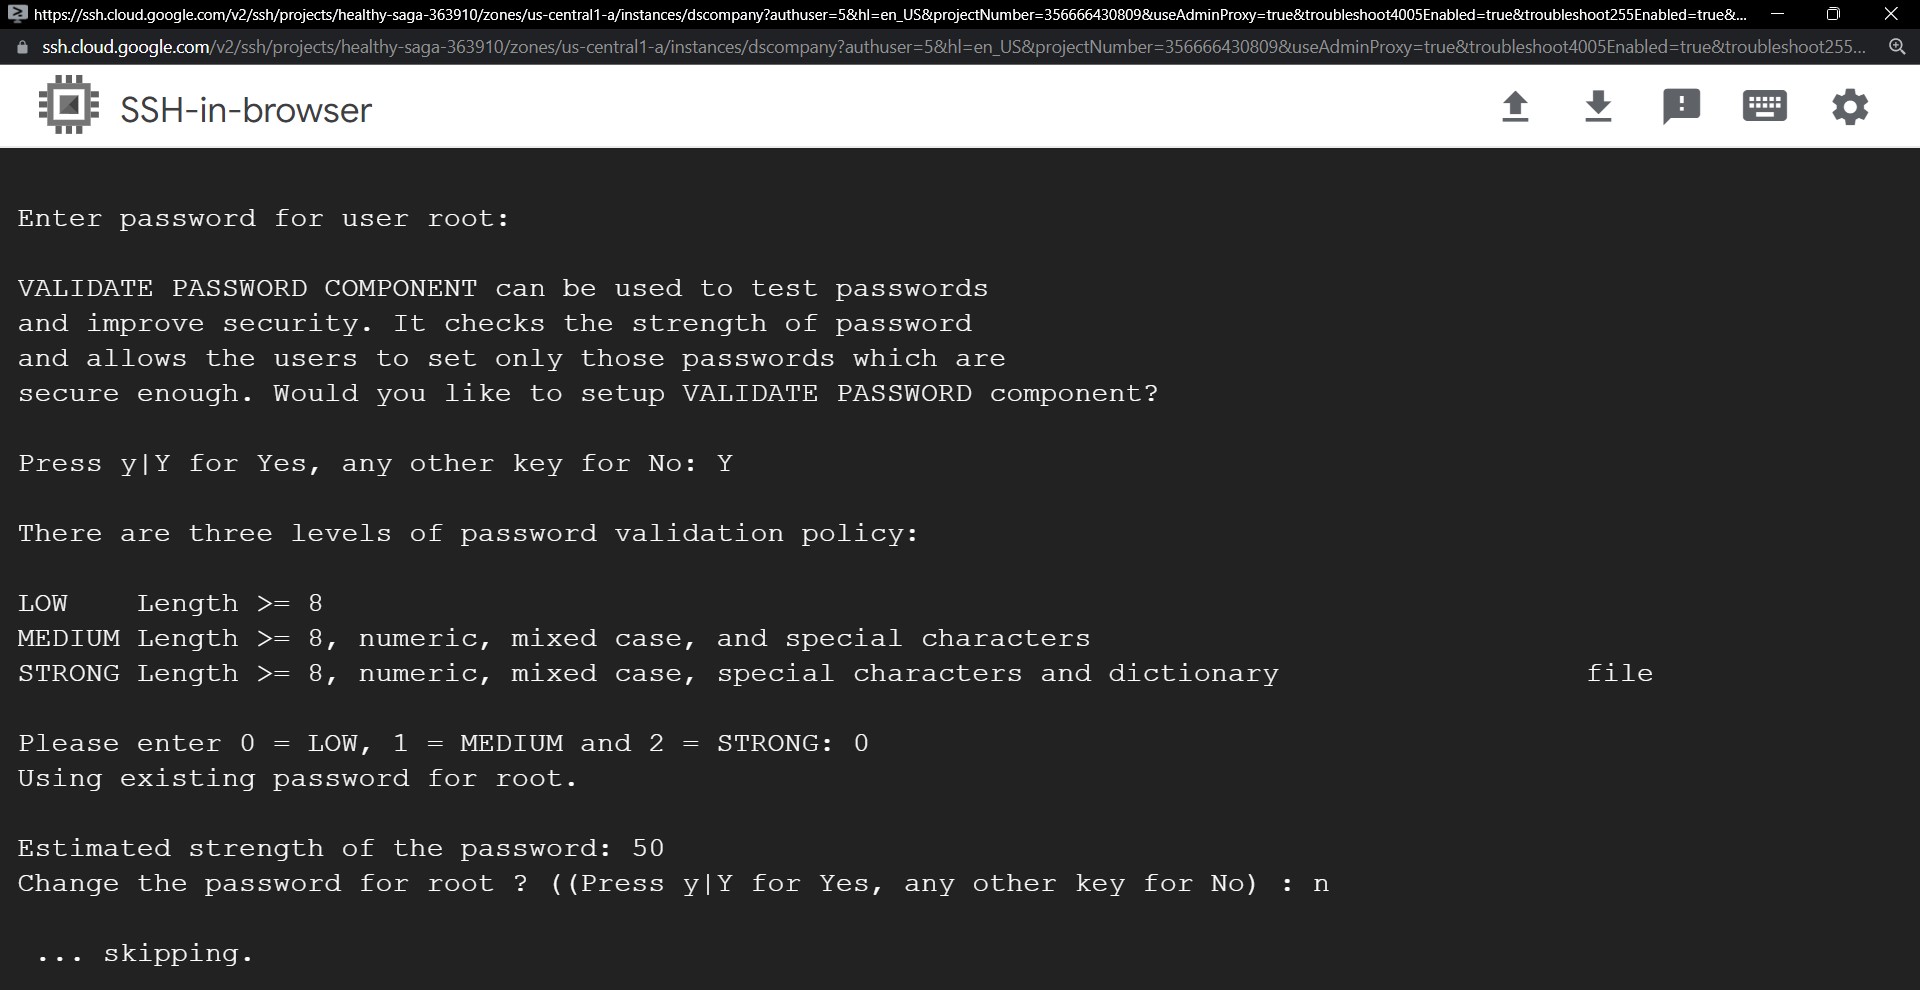 https://ssh.cloud.google.com/v2/ssh/projects/healthy-saga-363910/zones/us-central1-a/instances/dscompany?authuser=5&hl=en_US&projectNumber=356666430809&useAdminProxy=true&troubleshoot4005Enabled=true&troubleshoot255Enabled=true&...
ssh.cloud.google.com/v2/ssh/projects/healthy-saga-363910/zones/us-central1-a/instances/dscompany?authuser=5&hl=en_US&projectNumber=356666430809&useAdminProxy=true&troubleshoot4005Enabled=true&troubleshoot255...
SSH-in-browser
Enter password for user root:
VALIDATE PASSWORD COMPONENT can be used to test passwords
and improve security. It checks the strength of password
and allows the users to set only those passwords which are
secure enough. Would you like to setup VALIDATE PASSWORD component?
Press y|Y for Yes, any other key for No: Y
There are three levels of password validation policy:
LOW    Length >= 8
MEDIUM Length >= 8, numeric, mixed case, and special characters
STRONG Length >= 8, numeric, mixed case, special characters and dictionary                  file
Please enter 0 = LOW, 1 = MEDIUM and 2 = STRONG: 0
Using existing password for root.
Estimated strength of the password: 50
Change the password for root ? ((Press y|Y for Yes, any other key for No) : n
... skipping.